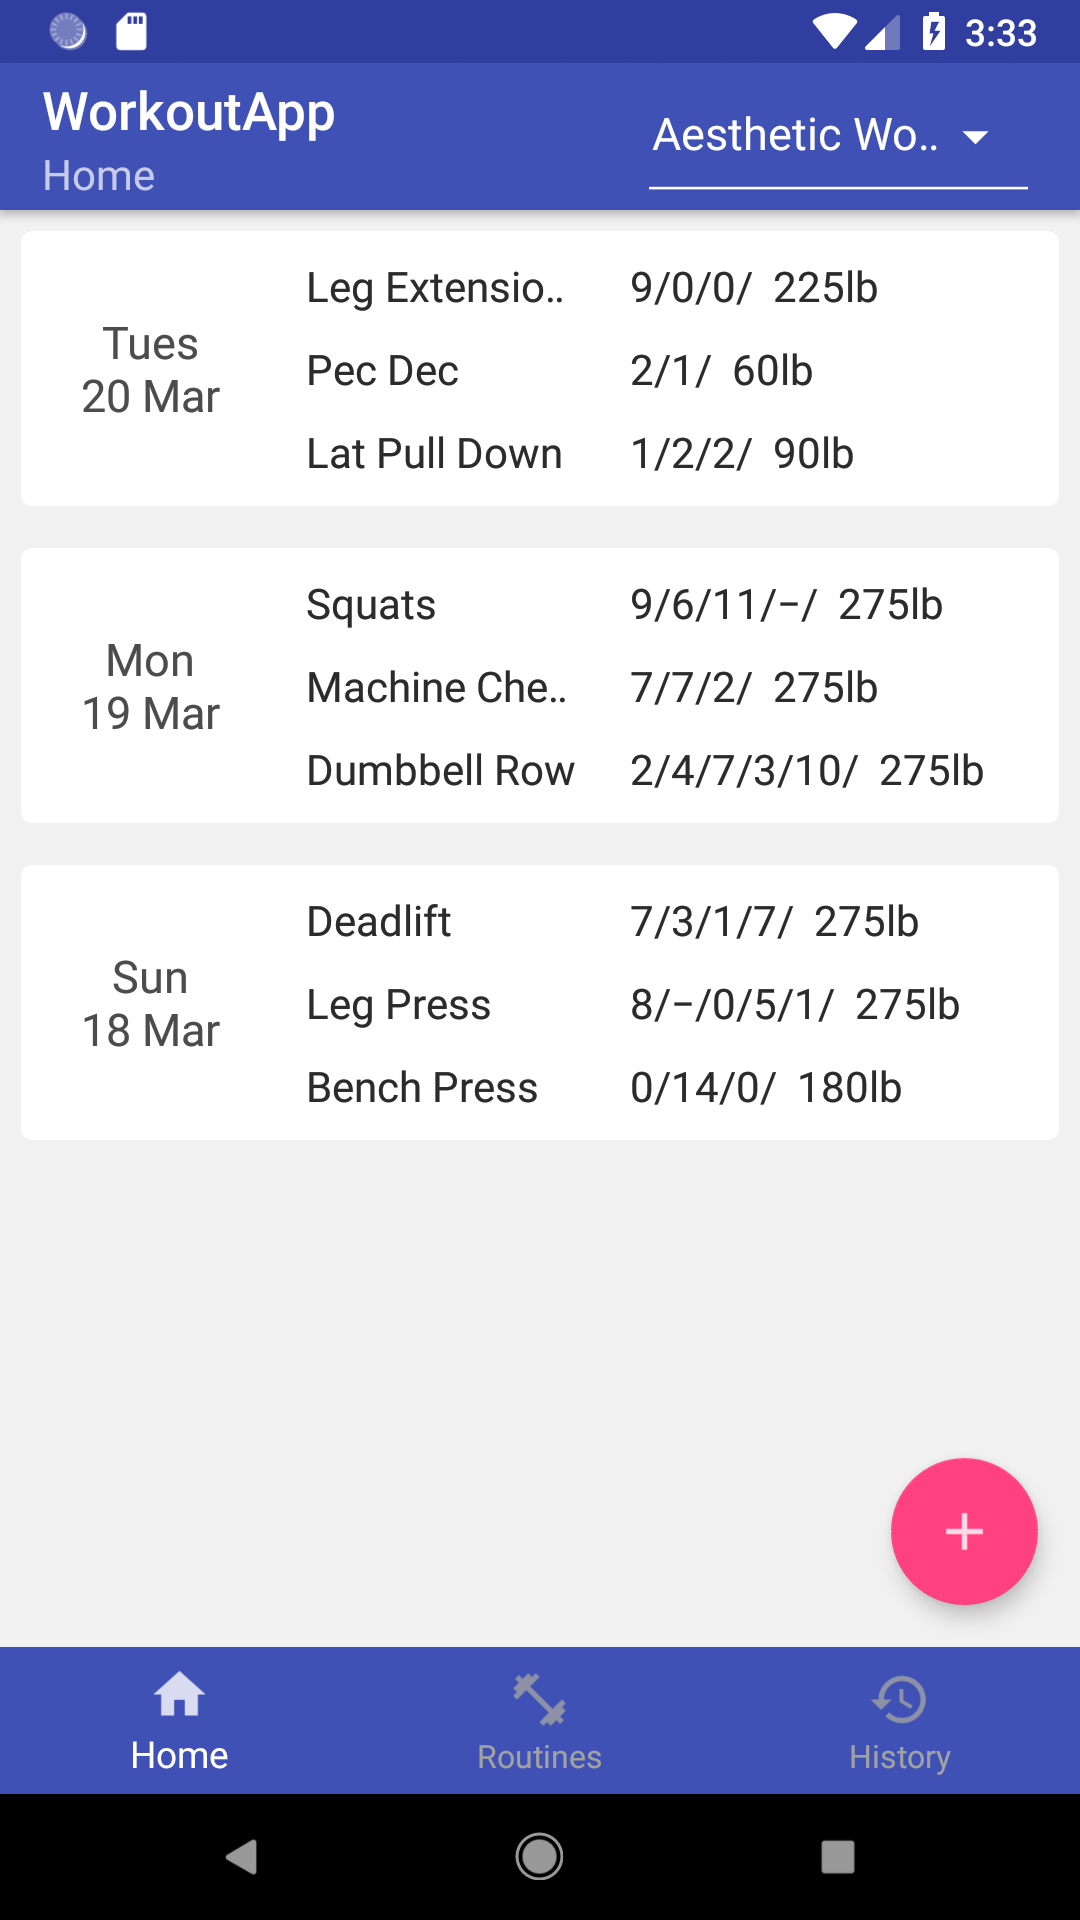 3:33
WorkoutApp
Home
Aesthetic Wo..
Tues
20 Mar
Leg Extensio.. 9/0/0/ 225lb
Pec Dec 2/1/ 60lb
Lat Pull Down 1/2/2/ 90lb
Mon
19 Mar
Squats 9/6/11/–/ 275lb
Machine Che.. 7/7/2/ 275lb
Dumbbell Row 2/4/7/3/10/ 275lb
Sun
18 Mar
Deadlift 7/3/1/7/ 275lb
Leg Press 8/–/0/5/1/ 275lb
Bench Press 0/14/0/ 180lb
Home Routines History